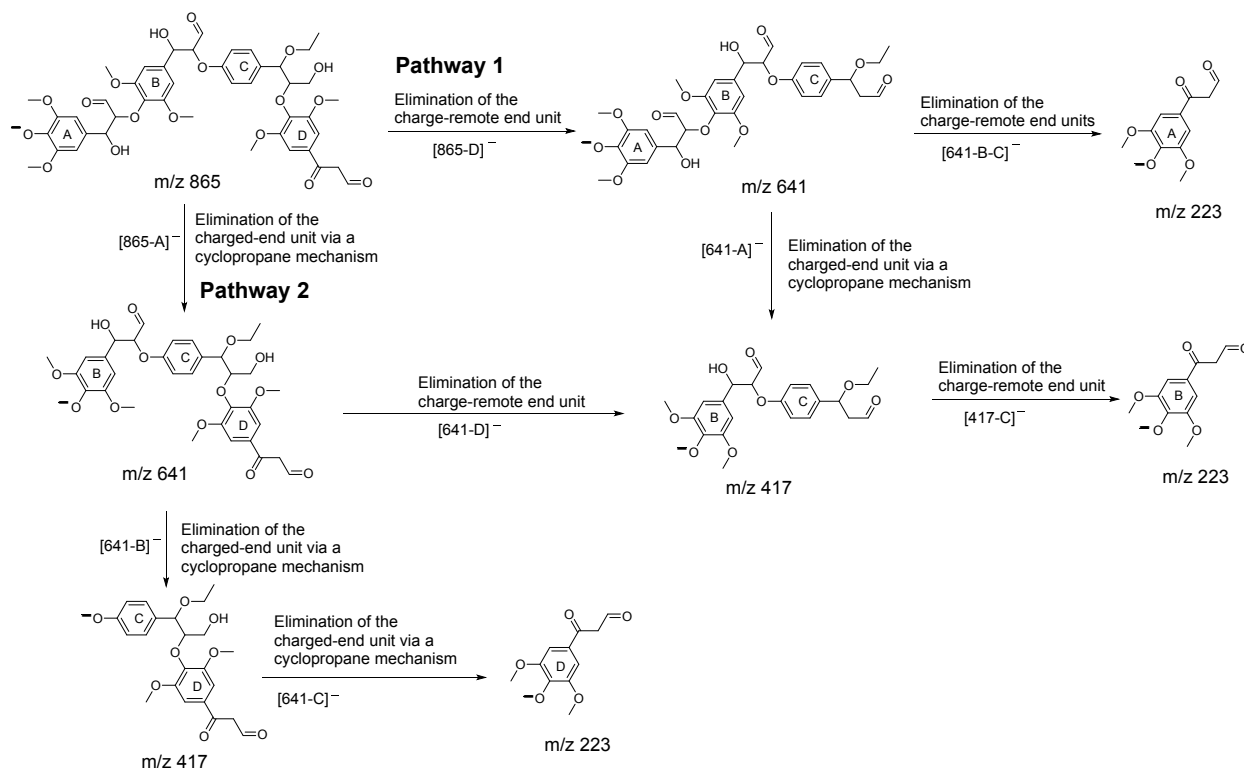 Pathway 1
Elimination of the
charge-remote end unit
[865-D]⁻
Elimination of the
charge-remote end units
[641-B-C]⁻
m/z 865
m/z 641
m/z 223
[865-A]⁻
Elimination of the
charged-end unit via a
cyclopropane mechanism
[641-A]⁻
Elimination of the
charged-end unit via a
cyclopropane mechanism
Pathway 2
Elimination of the
charge-remote end unit
[641-D]⁻
Elimination of the
charge-remote end unit
[417-C]⁻
m/z 641
m/z 417
m/z 223
[641-B]⁻
Elimination of the
charged-end unit via a
cyclopropane mechanism
Elimination of the
charged-end unit via a
cyclopropane mechanism
[641-C]⁻
m/z 417
m/z 223